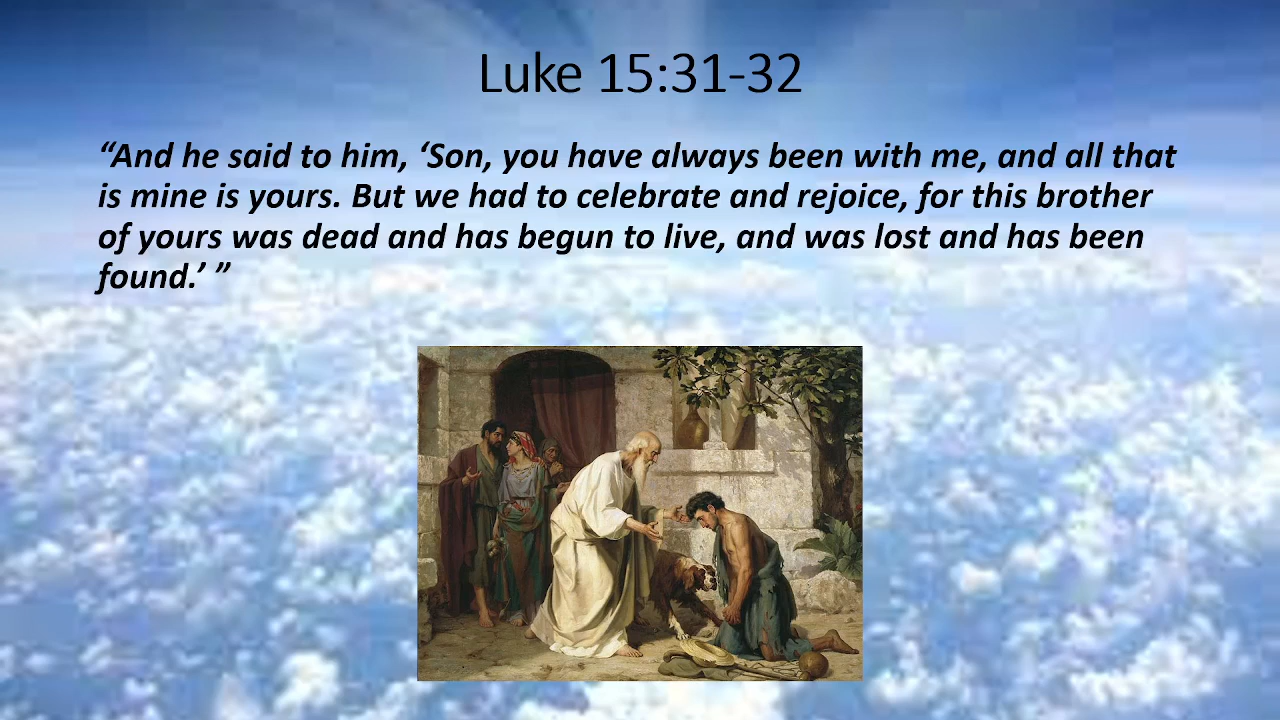 Luke 15:31-32
“And he said to him, ‘Son, you have always been with me, and all that
is mine is yours. But we had to celebrate and rejoice, for this brother
of yours was dead and has begun to live, and was lost and has been
found.’ ”